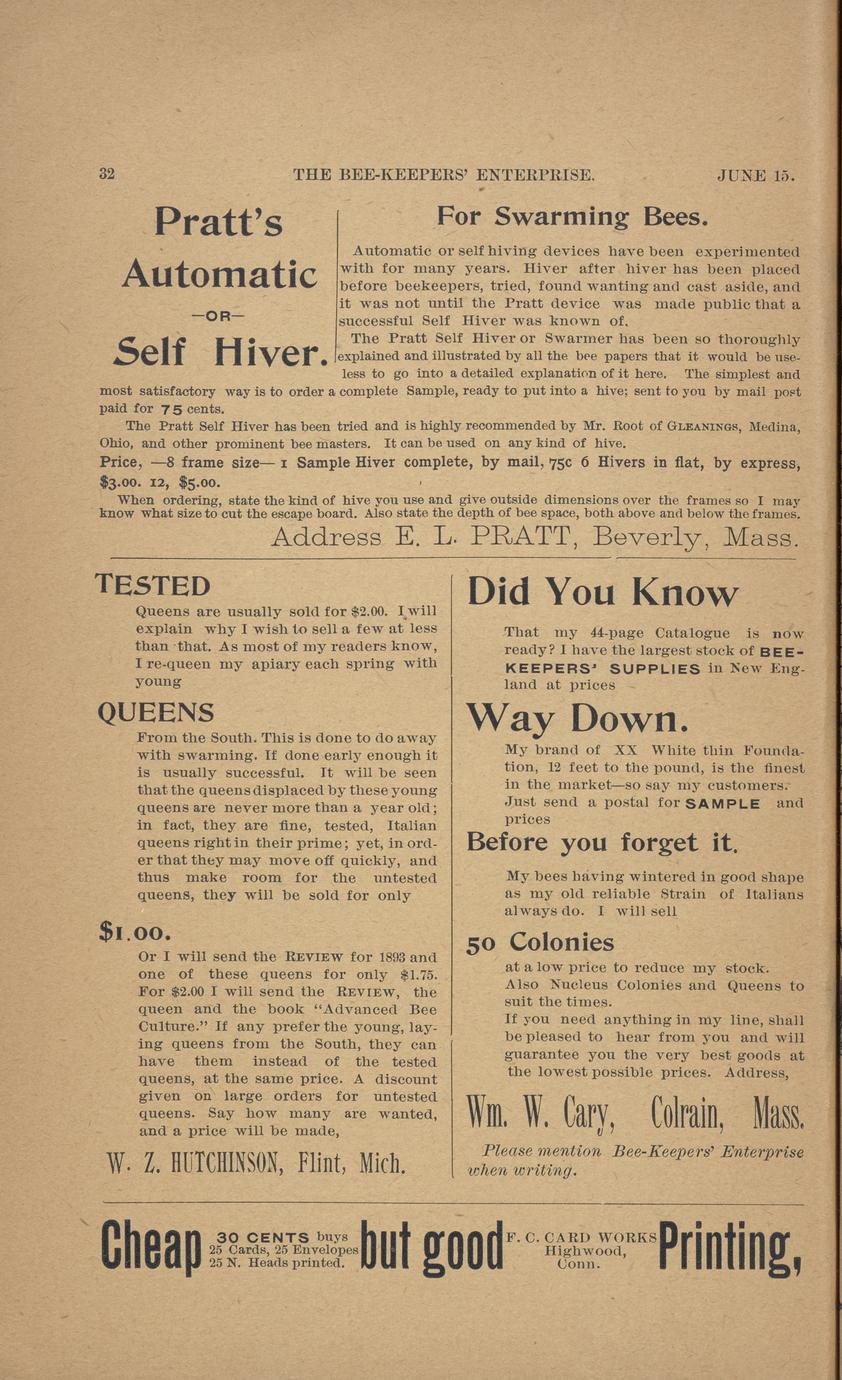 32 THE BEE-KEEPERS' ENTERPRISE. JUNE 15.
Pratt's
Automatic
—OR—
Self Hiver.
For Swarming Bees.
Automatic or self hiving devices have been experimented
with for many years. Hiver after hiver has been placed
before beekeepers, tried, found wanting and cast aside, and
it was not until the Pratt device was made public that a
successful Self Hiver was known of.
The Pratt Self Hiver or Swarmer has been so thoroughly
explained and illustrated by all the bee papers that it would be use-
less to go into a detailed explanation of it here. The simplest and
most satisfactory way is to order a complete Sample, ready to put into a hive; sent to you by mail post
paid for 75 cents.
The Pratt Self Hiver has been tried and is highly recommended by Mr. Root of GLEANINGS, Medina,
Ohio, and other prominent bee masters. It can be used on any kind of hive.
Price, —8 frame size— 1 Sample Hiver complete, by mail, 75c 6 Hivers in flat, by express,
$3.00. 12, $5.00.
When ordering, state the kind of hive you use and give outside dimensions over the frames so I may
know what size to cut the escape board. Also state the depth of bee space, both above and below the frames.
Address E. L. PRATT, Beverly, Mass.
TESTED
Queens are usually sold for $2.00. I will
explain why I wish to sell a few at less
than that. As most of my readers know,
I re-queen my apiary each spring with
young
QUEENS
From the South. This is done to do away
with swarming. If done early enough it
is usually successful. It will be seen
that the queens displaced by these young
queens are never more than a year old;
in fact, they are fine, tested, Italian
queens right in their prime; yet, in ord-
er that they may move off quickly, and
thus make room for the untested
queens, they will be sold for only
$1.00.
Or I will send the REVIEW for 1893 and
one of these queens for only $1.75.
For $2.00 I will send the REVIEW, the
queen and the book "Advanced Bee
Culture." If any prefer the young, lay-
ing queens from the South, they can
have them instead of the tested
queens, at the same price. A discount
given on large orders for untested
queens. Say how many are wanted,
and a price will be made,
W. Z. HUTCHINSON, Flint, Mich.
Did You Know
That my 44-page Catalogue is now
ready? I have the largest stock of BEE-
KEEPERS' SUPPLIES in New Eng-
land at prices
Way Down.
My brand of XX White thin Founda-
tion, 12 feet to the pound, is the finest
in the market—so say my customers.
Just send a postal for SAMPLE and
prices
Before you forget it.
My bees having wintered in good shape
as my old reliable Strain of Italians
always do. I will sell
50 Colonies
at a low price to reduce my stock.
Also Nucleus Colonies and Queens to
suit the times.
If you need anything in my line, shall
be pleased to hear from you and will
guarantee you the very best goods at
the lowest possible prices. Address,
Wm. W. Cary, Colrain, Mass.
Please mention Bee-Keepers' Enterprise
when writing.
Cheap
30 CENTS buys
25 Cards, 25 Envelopes
25 N. Heads printed.
but good
F. C. CARD WORKS
Highwood,
Conn.
Printing,